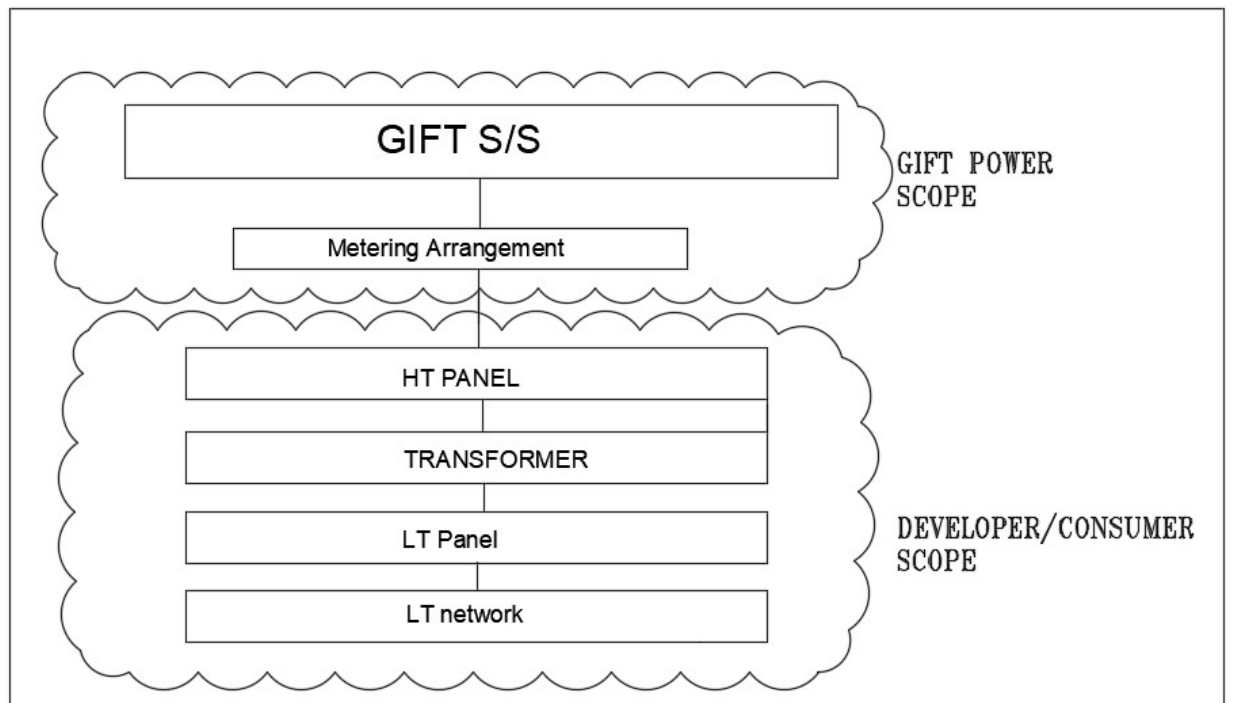 GIFT S/S
GIFT POWER
SCOPE
Metering Arrangement
HT PANEL
TRANSFORMER
LT Panel
DEVELOPER/CONSUMER
SCOPE
LT network